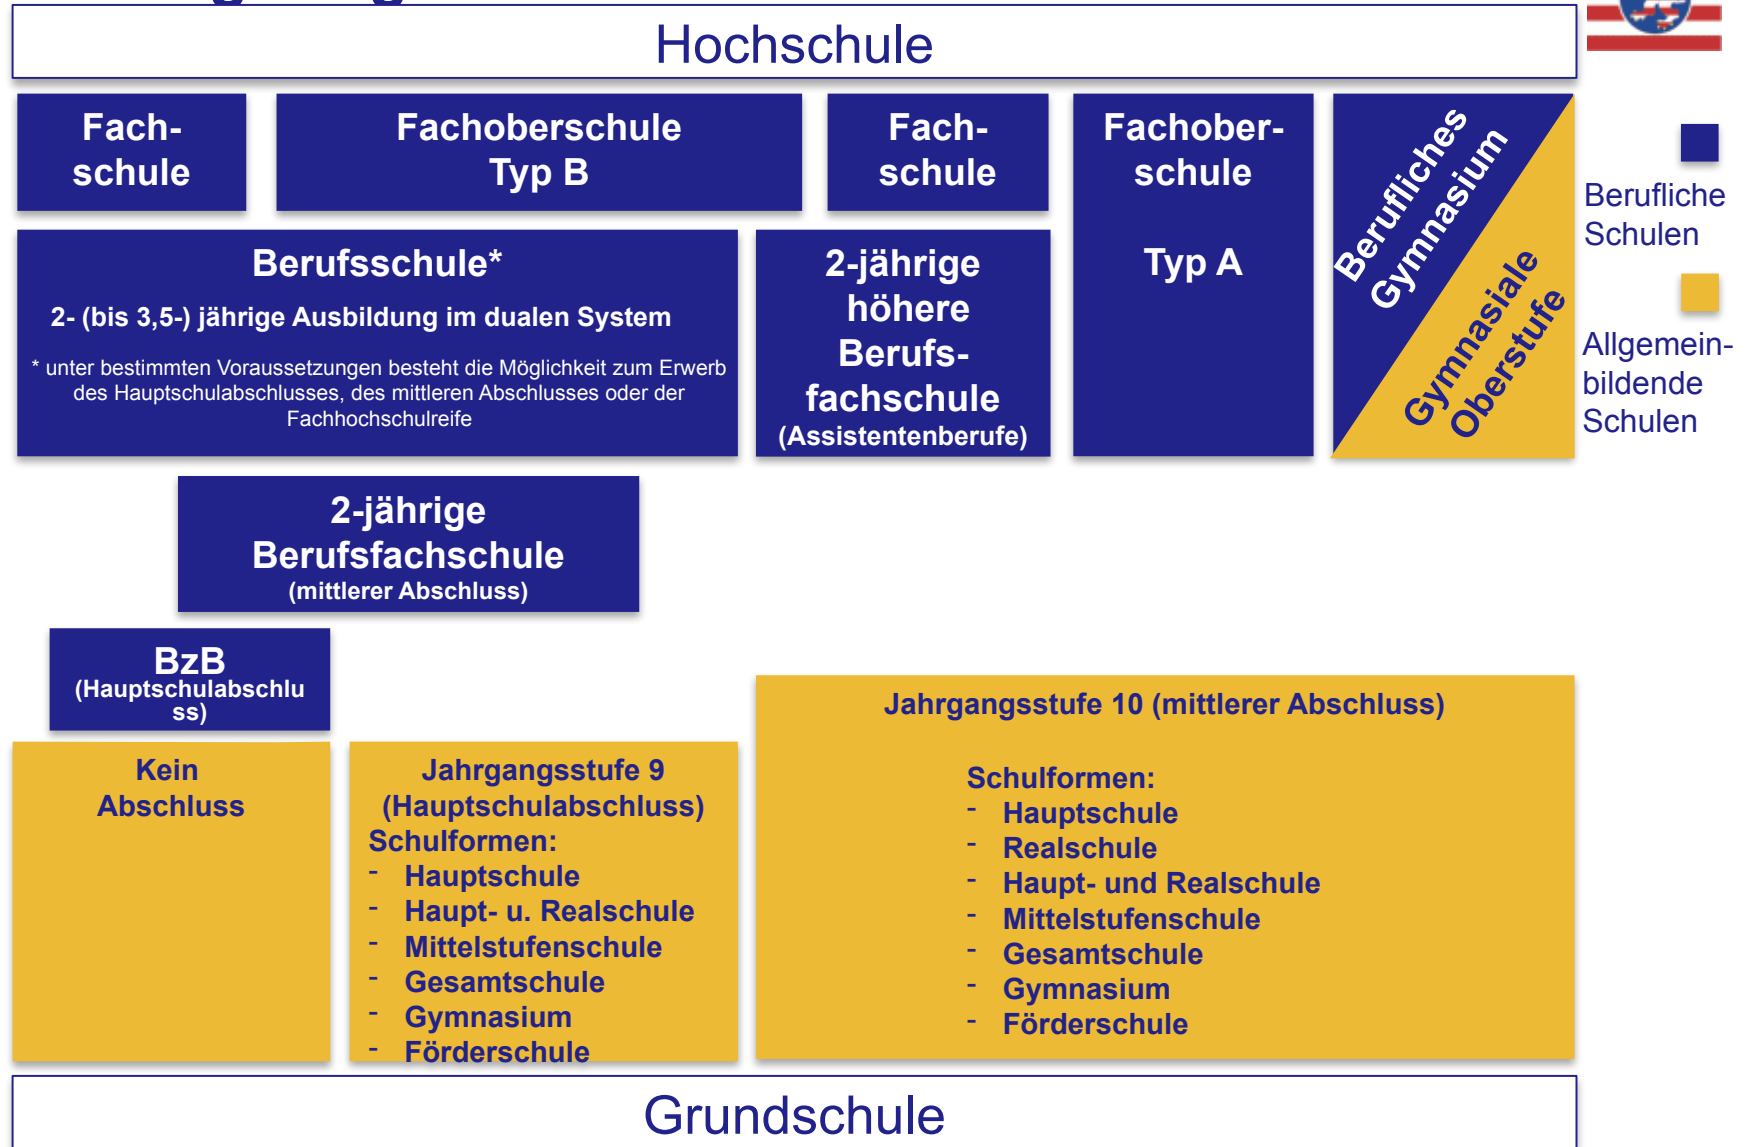 Hochschule
Fach-
schule
Fachoberschule
Typ B
Fach-
schule
Fachober-
schule
Typ A
Berufliches
Gymnasium
Gymnasiale
Oberstufe
Berufliche
Schulen
Allgemein-
bildende
Schulen
Berufsschule*
2- (bis 3,5-) jährige Ausbildung im dualen System
* unter bestimmten Voraussetzungen besteht die Möglichkeit zum Erwerb
des Hauptschulabschlusses, des mittleren Abschlusses oder der
Fachhochschulreife
2-jährige
höhere
Berufs-
fachschule
(Assistentenberufe)
2-jährige
Berufsfachschule
(mittlerer Abschluss)
BzB
(Hauptschulabschlu
ss)
Kein
Abschluss
Jahrgangsstufe 9
(Hauptschulabschluss)
Schulformen:
- Hauptschule
- Haupt- u. Realschule
- Mittelstufenschule
- Gesamtschule
- Gymnasium
- Förderschule
Jahrgangsstufe 10 (mittlerer Abschluss)
Schulformen:
- Hauptschule
- Realschule
- Haupt- und Realschule
- Mittelstufenschule
- Gesamtschule
- Gymnasium
- Förderschule
Grundschule